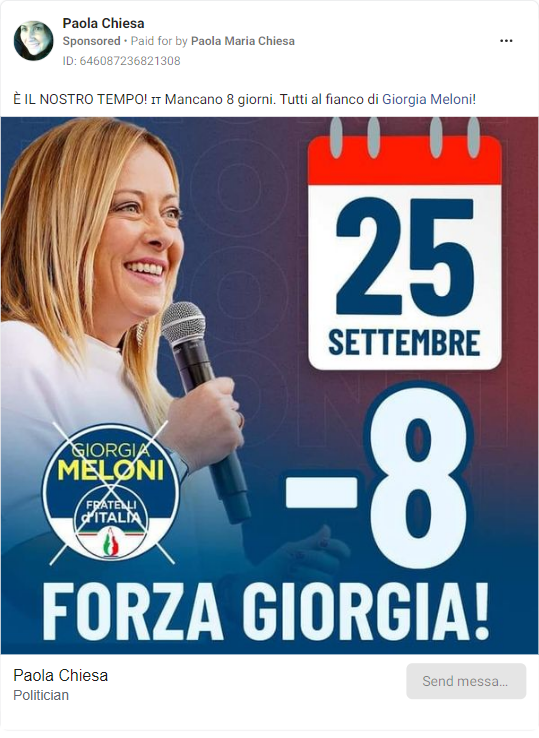 Paola Chiesa
Sponsored • Paid for by Paola Maria Chiesa
ID: 646087236821308
È IL NOSTRO TEMPO! IT Mancano 8 giorni. Tutti al fianco di Giorgia Meloni!
25
SETTEMBRE
-8
GIORGIA
MELONI
FRATELLI
d'ITALIA
FORZA GIORGIA!
Paola Chiesa
Politician
Send messa...